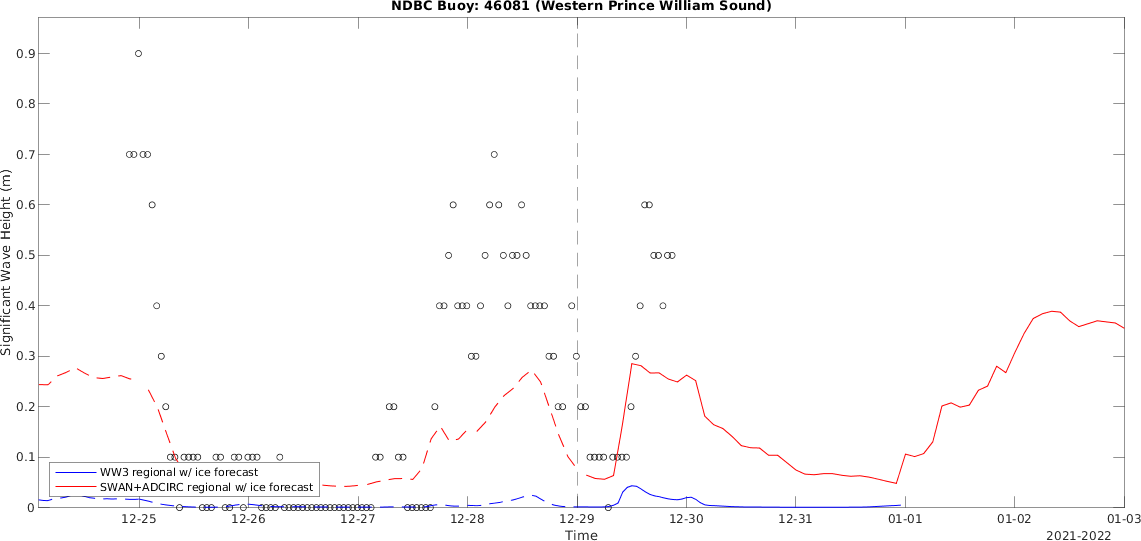 NDBC Buoy: 46081 (Western Prince William Sound)
Significant Wave Height (m)
0.9
0.8
0.7
0.6
0.5
0.4
0.3
0.2
0.1
0
WW3 regional w/ ice forecast
SWAN+ADCIRC regional w/ ice forecast
12-25 12-26 12-27 12-28 12-29 12-30 12-31 01-01 01-02 01-03
Time
2021-2022